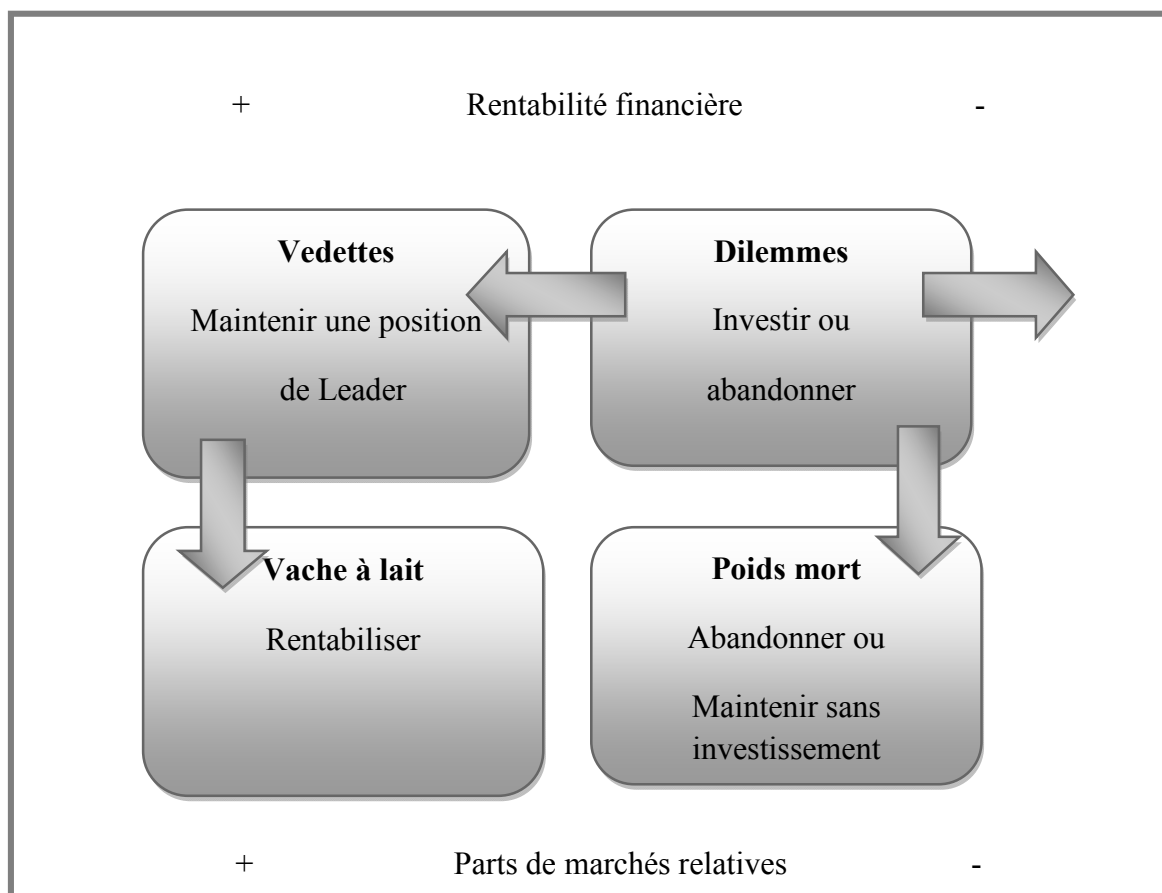 + Rentabilité financière -
Vedettes
Maintenir une position
de Leader
Dilemmes
Investir ou
abandonner
Vache à lait
Rentabiliser
Poids mort
Abandonner ou
Maintenir sans
investissement
+ Parts de marchés relatives -